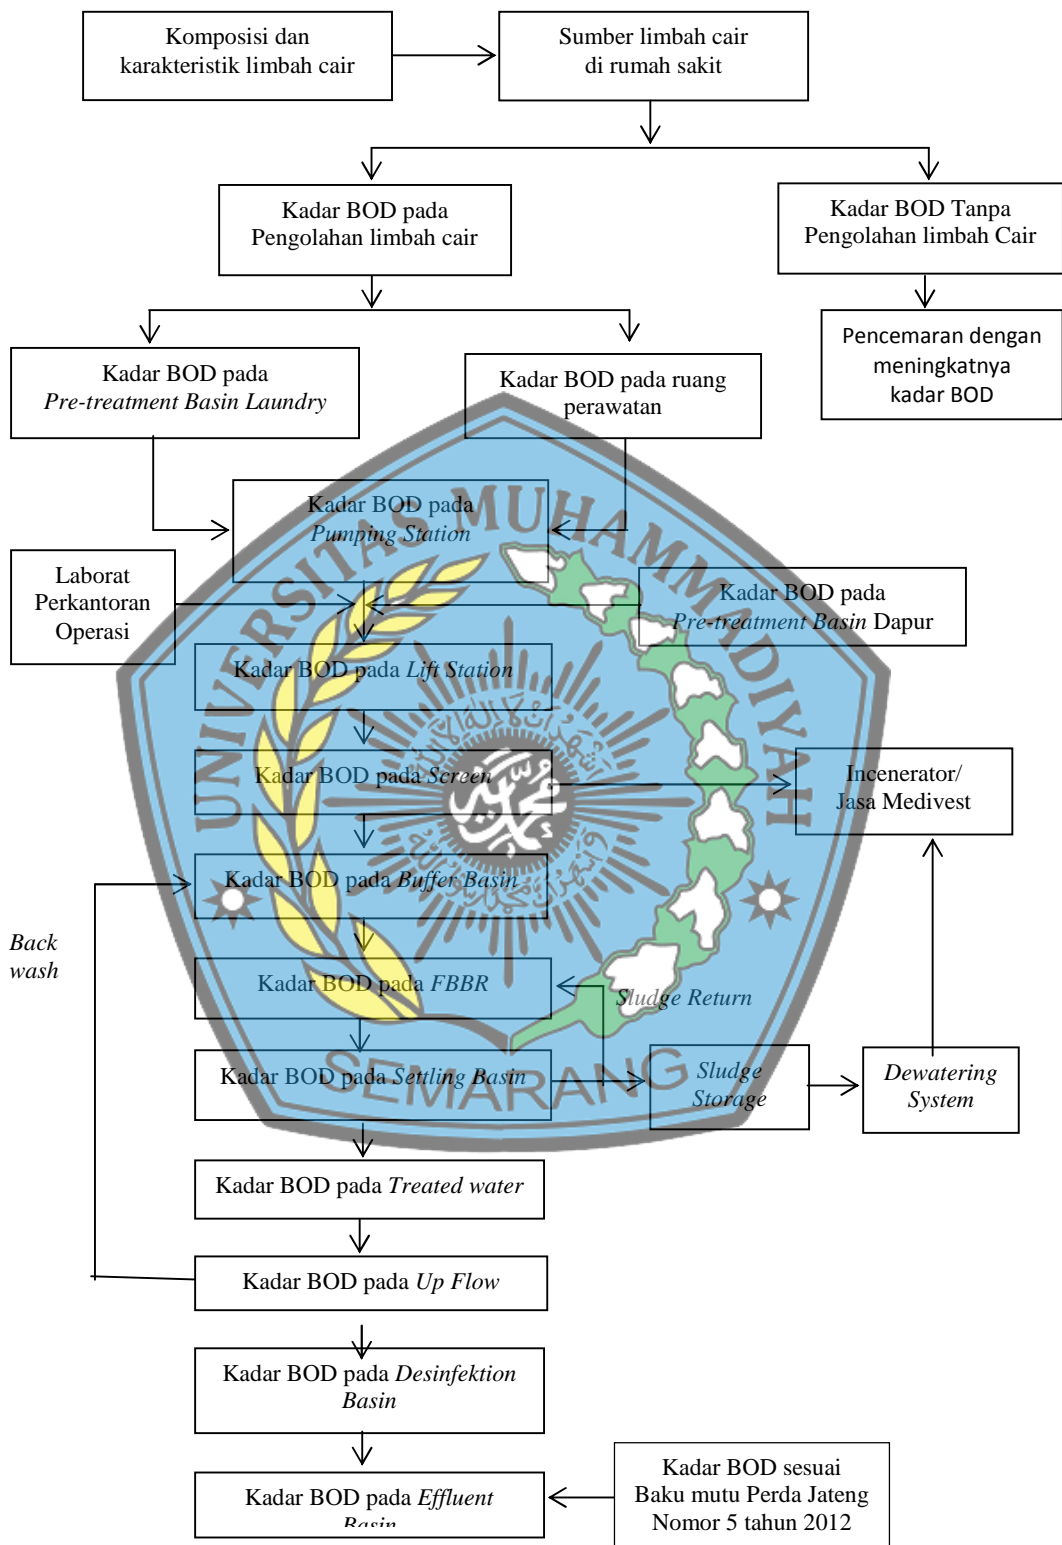 Komposisi dan
karakteristik limbah cair
Sumber limbah cair
di rumah sakit
Kadar BOD pada
Pengolahan limbah cair
Kadar BOD Tanpa
Pengolahan limbah Cair
Kadar BOD pada
Pre-treatment Basin Laundry
Kadar BOD pada ruang
perawatan
Pencemaran dengan
meningkatnya
kadar BOD
Kadar BOD pada
Pumping Station
Laborat
Perkantoran
Operasi
Kadar BOD pada
Pre-treatment Basin Dapur
Kadar BOD pada Lift Station
Kadar BOD pada Screen
Incenerator/
Jasa Medivest
Kadar BOD pada Buffer Basin
Back
wash
Kadar BOD pada FBBR
Sludge Return
Kadar BOD pada Settling Basin
Sludge
Storage
Dewatering
System
Kadar BOD pada Treated water
Kadar BOD pada Up Flow
Kadar BOD pada Desinfektion
Basin
Kadar BOD pada Effluent
Basin
Kadar BOD sesuai
Baku mutu Perda Jateng
Nomor 5 tahun 2012
UNIVERSITAS MUHAMMADIYAH
SEMARANG